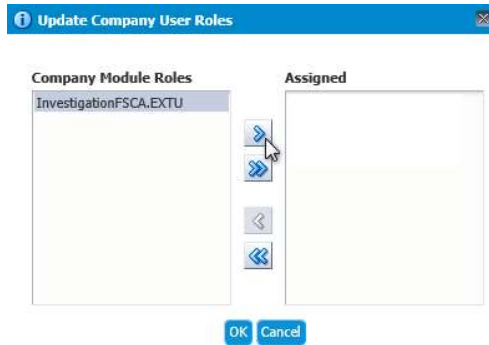 Update Company User Roles
Company Module Roles
Assigned
InvestigationFSCA.EXTU
OK Cancel